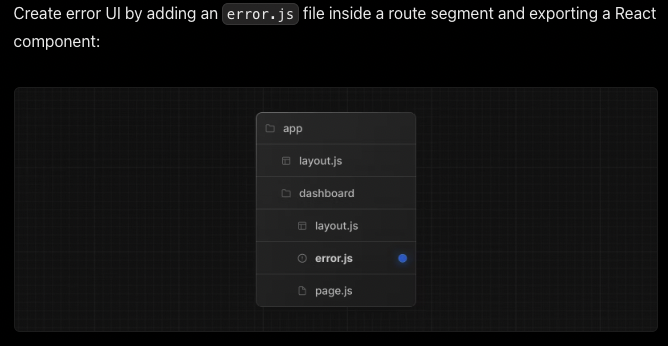 Create error UI by adding an error.js file inside a route segment and exporting a React
component:
app
layout.js
dashboard
layout.js
error.js
page.js